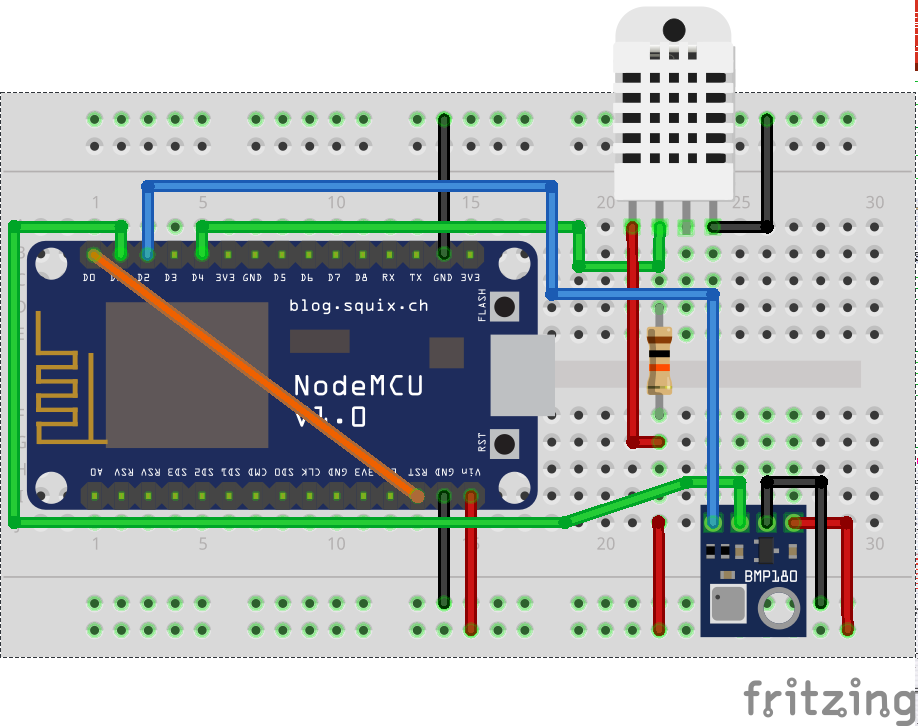 1 5 10 15 20 25 30
D0 D1 D2 D3 D4 3V3 GND D5 D6 D7 D8 RX TX GND 3V3
blog.squix.ch
FLASH
NodeMCU
v1.0
RST
A0 RSV RSV SD3 SD2 SD1 CMD SD0 CLK GND 3V3 RST GND Vin
1 5 10 15 20 30
BMP180
fritzing